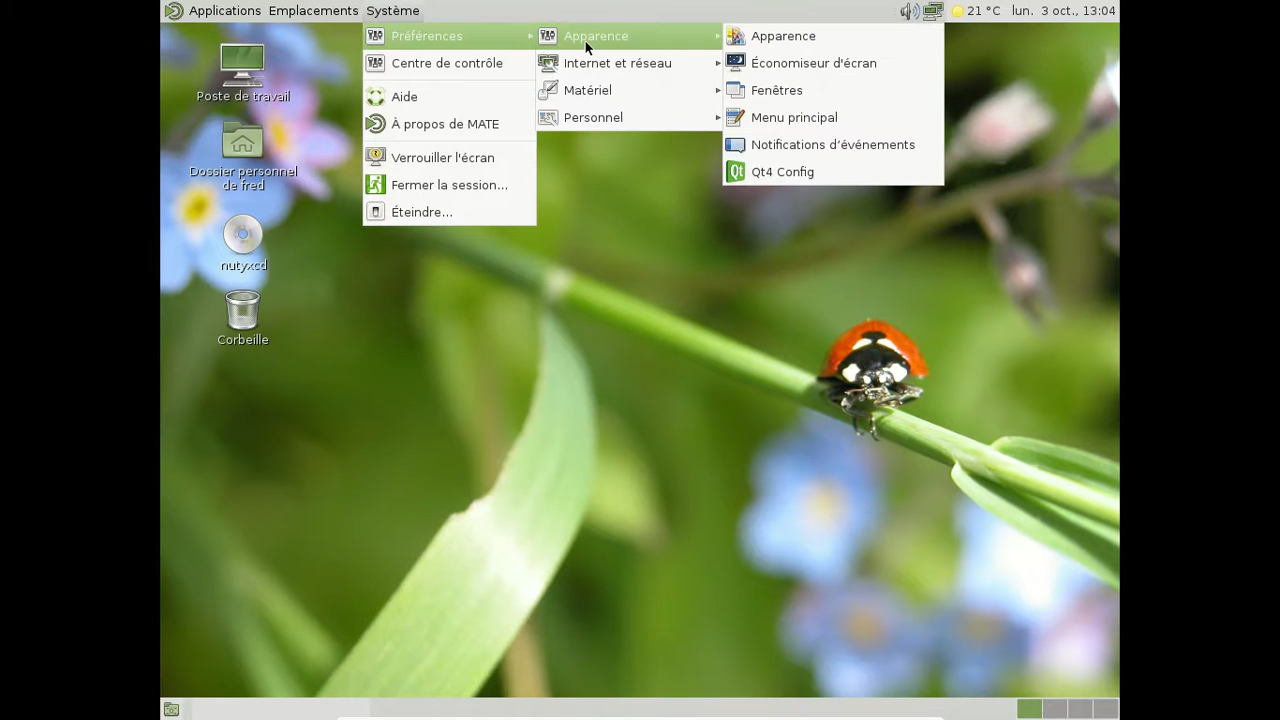 Applications Emplacements Système
21 °C lun. 3 oct., 13:04
Préférences
Centre de contrôle
Aide
À propos de MATE
Verrouiller l'écran
Fermer la session...
Éteindre...
Apparence
Internet et réseau
Matériel
Personnel
Apparence
Économiseur d'écran
Fenêtres
Menu principal
Notifications d’événements
Qt Qt4 Config
Poste de travail
Dossier personnel
de fred
nutyxcd
Corbeille